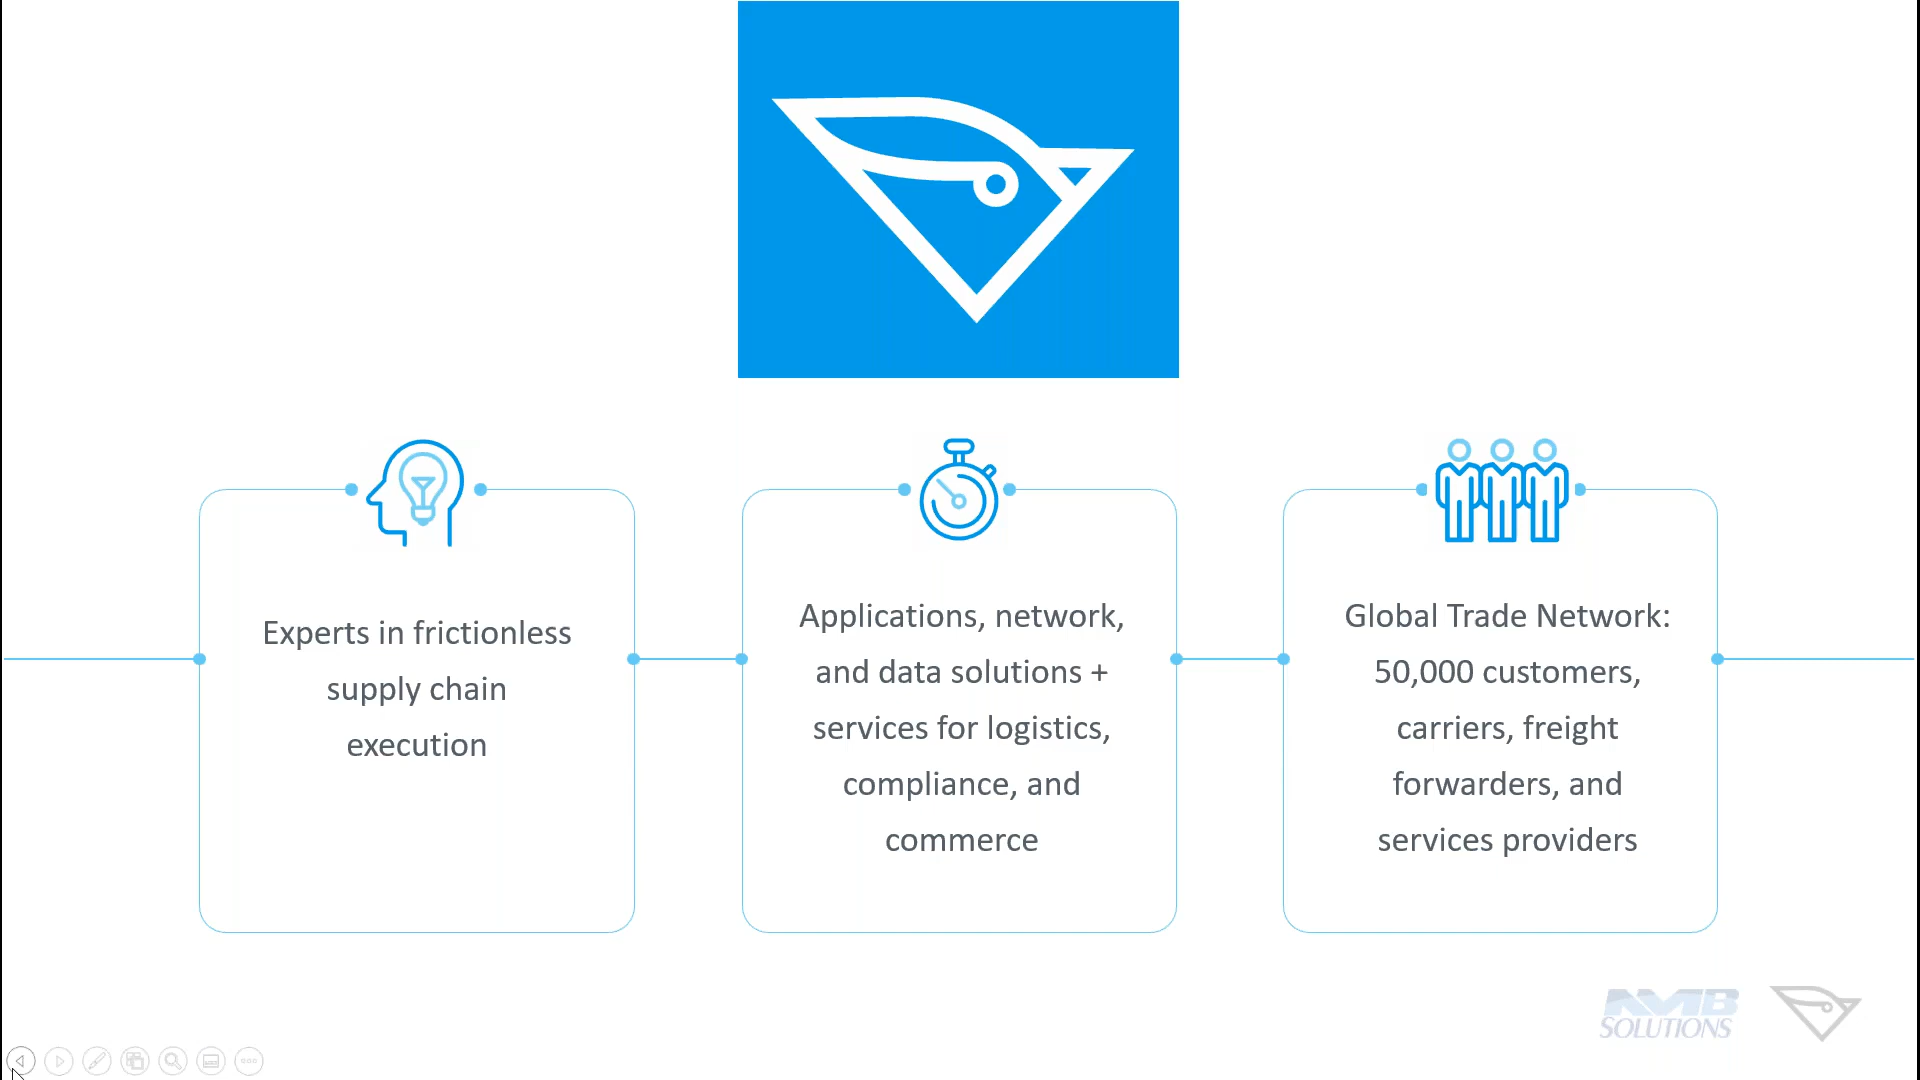 Experts in frictionless
supply chain
execution
Applications, network,
and data solutions +
services for logistics,
compliance, and
commerce
Global Trade Network:
50,000 customers,
carriers, freight
forwarders, and
services providers
NMB
SOLUTIONS